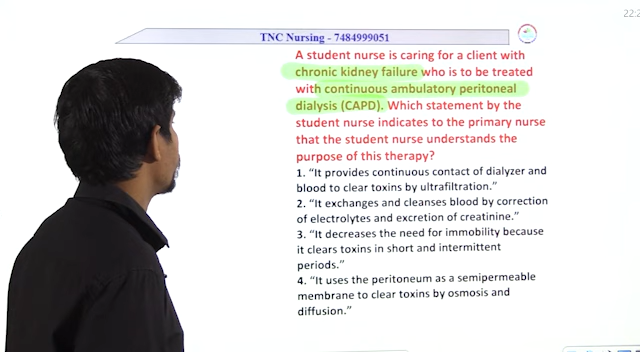 22:2
TNC Nursing - 7484999051
A student nurse is caring for a client with
chronic kidney failure who is to be treated
with continuous ambulatory peritoneal
dialysis (CAPD). Which statement by the
student nurse indicates to the primary nurse
that the student nurse understands the
purpose of this therapy?
1. “It provides continuous contact of dialyzer and
blood to clear toxins by ultrafiltration.”
2. “It exchanges and cleanses blood by correction
of electrolytes and excretion of creatinine.”
3. “It decreases the need for immobility because
it clears toxins in short and intermittent
periods.”
4. “It uses the peritoneum as a semipermeable
membrane to clear toxins by osmosis and
diffusion.”